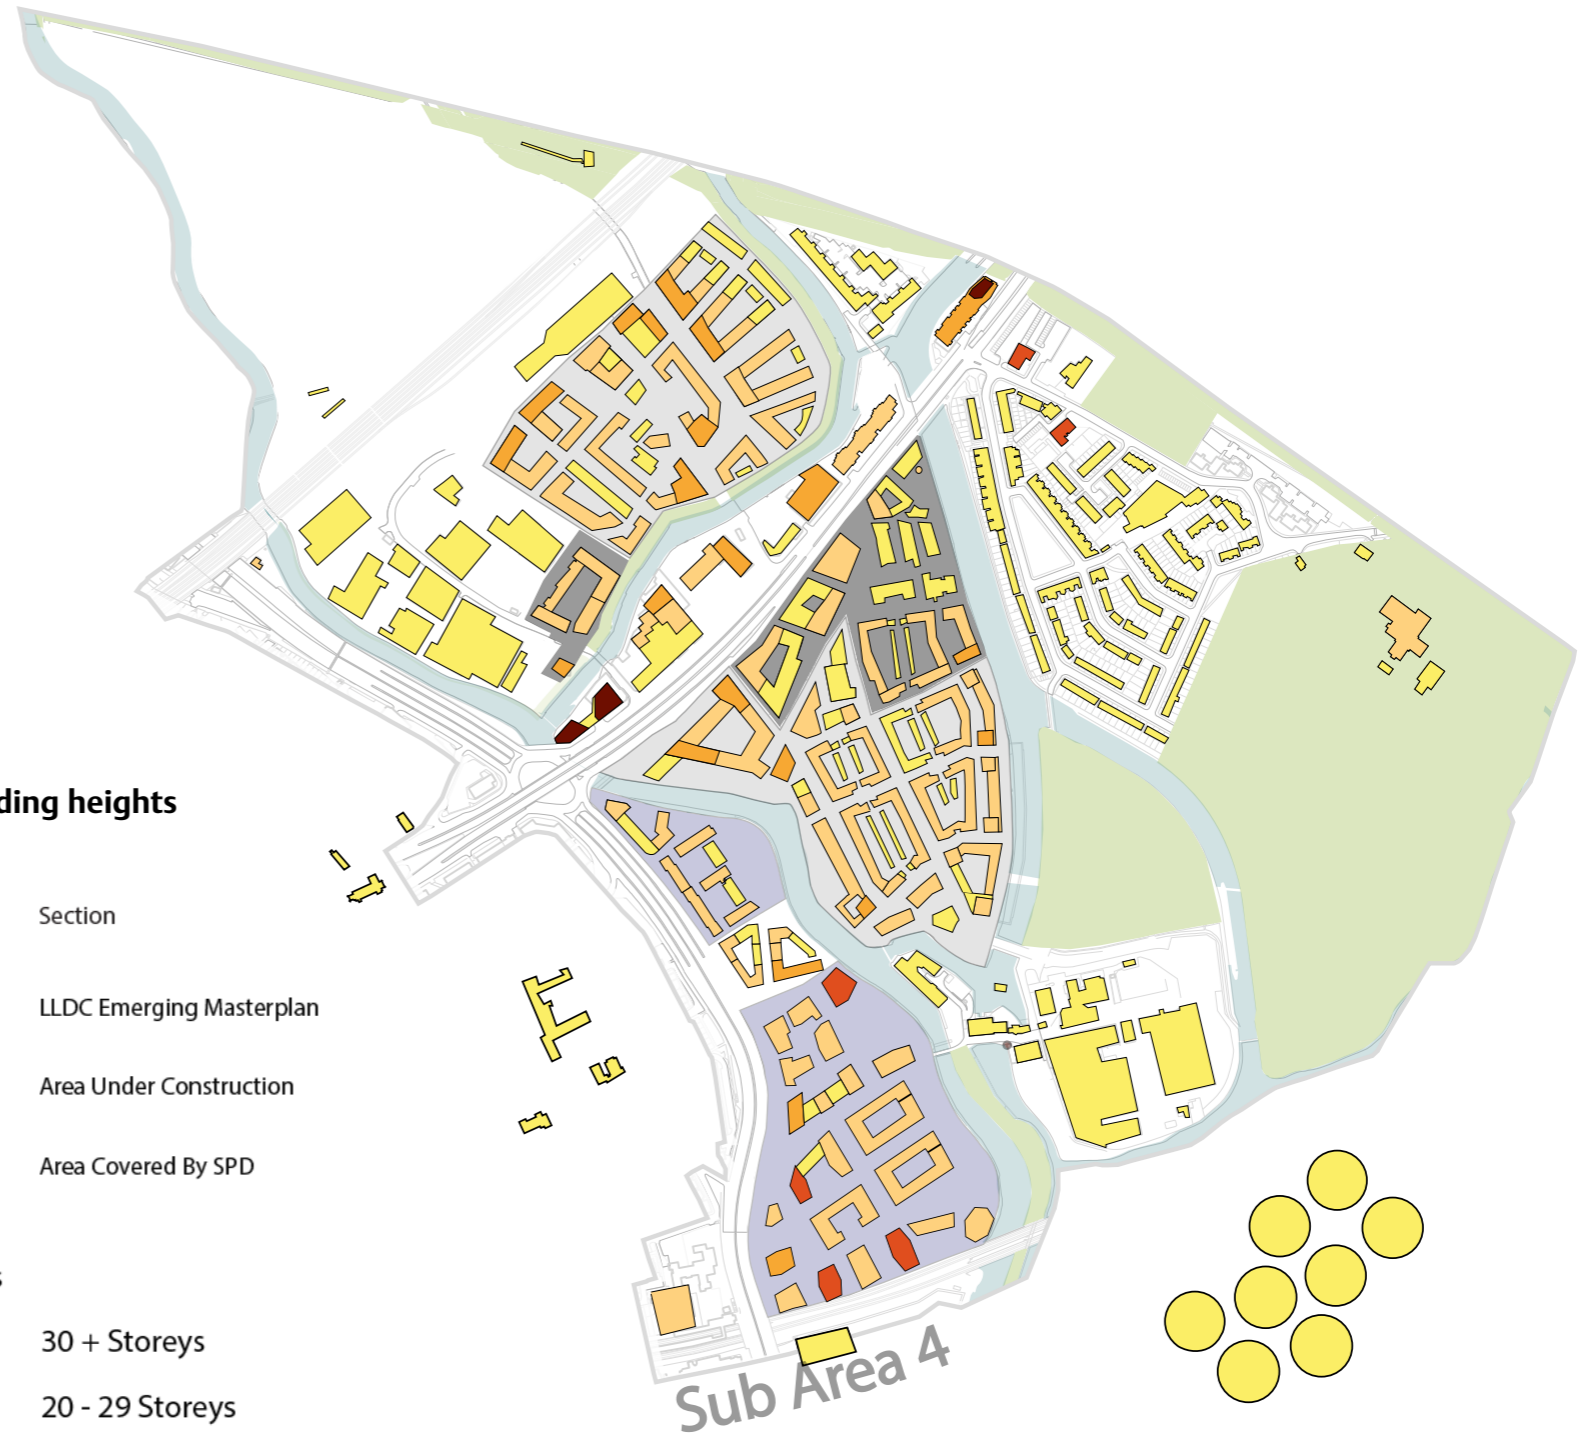 ding heights
Section
LLDC Emerging Masterplan
Area Under Construction
Area Covered By SPD
s
30 + Storeys
20 - 29 Storeys
Sub Area 4